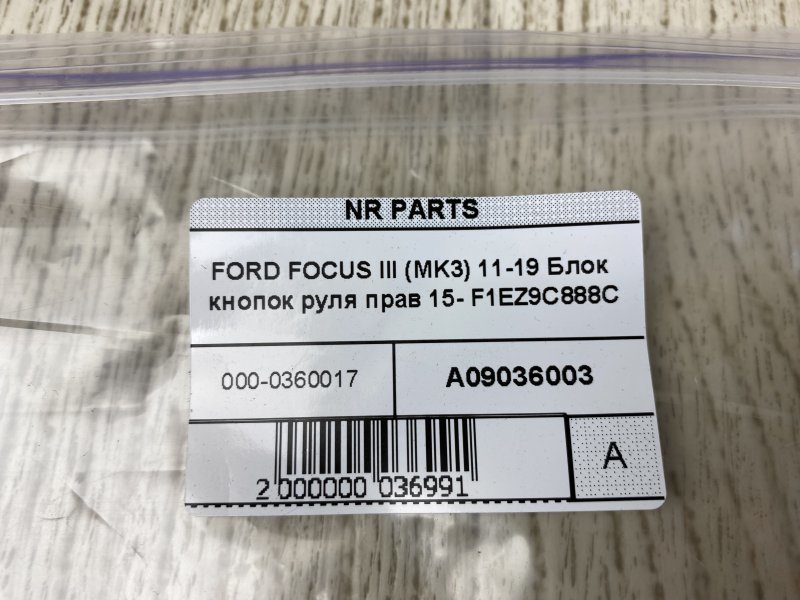 NR PARTS
FORD FOCUS III (MK3) 11-19 Блок
кнопок руля прав 15- F1EZ9C888C
000-0360017
A09036003
2 000000 036991
A